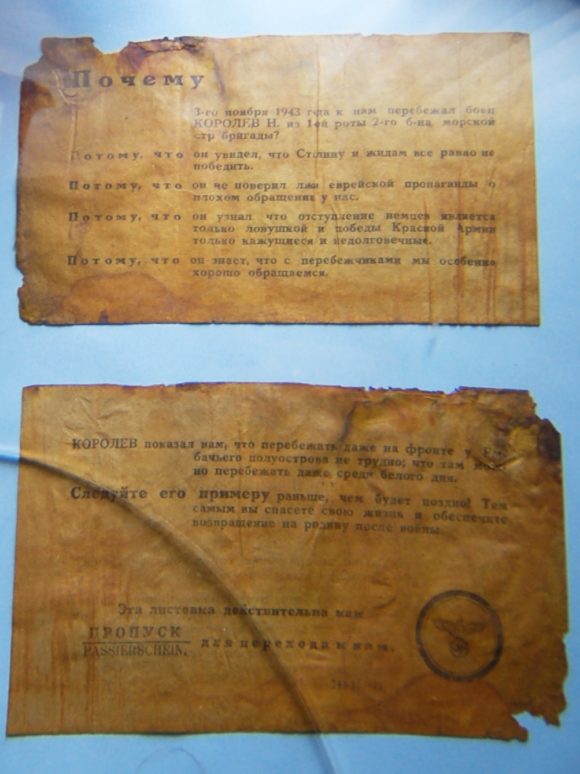 Почему
3-го ноября 1943 года к нам перебежал боец
КОРОЛЕВ Н. из 1-ой роты 2-го б-на морской
стр бригады?
Потому, что он увидел, что Сталину и жидам все равно не
победить.
Потому, что он не поверил лжи еврейской пропаганды о
плохом обращении у нас.
Потому, что он узнал что отступление немцев является
только ловушкой и победы Красной Армии
только кажущиеся и недолговечные.
Потому, что он знает, что с перебежчиками мы особенно
хорошо обращаемся.
КОРОЛЕВ показал нам, что перебежать даже на фронте у
бачьего полуострова не трудно; что там
но перебежать даже среди белого дня.
Следуйте его примеру раньше, чем будет поздно! Тем
самым вы спасете свою жизнь и обеспечите
возвращение на родину после войны.
Эта листовка действительна как
ПРОПУСК
PASSIERSCHEIN.
для перехода к нам.